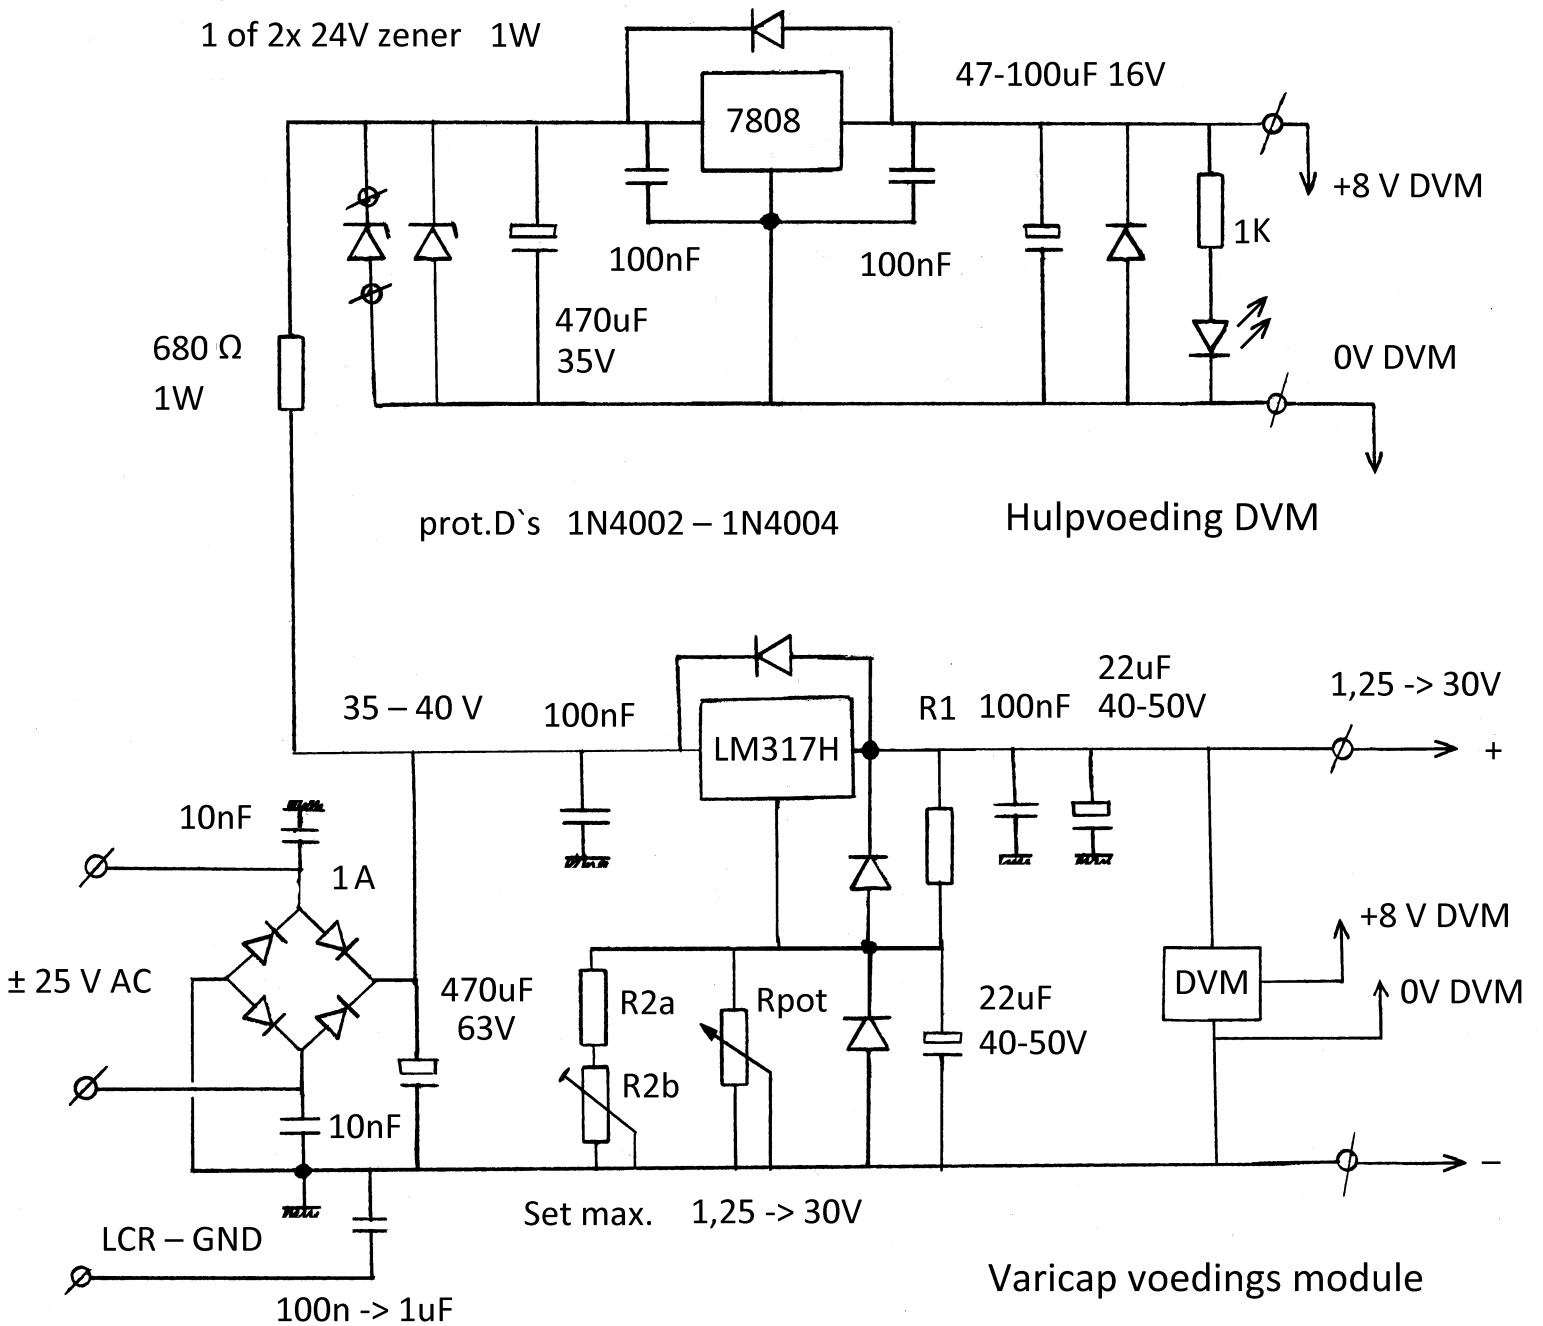 1 of 2x 24V zener 1W
47-100uF 16V
7808
+8 V DVM
1K
100nF
100nF
470uF
35V
680 Ω
1W
0V DVM
prot.D`s 1N4002 – 1N4004
Hulpvoeding DVM
35 – 40 V
100nF
LM317H
R1
100nF
22uF
40-50V
1,25 -> 30V
+
10nF
1 A
± 25 V AC
470uF
63V
R2a
Rpot
R2b
22uF
40-50V
DVM
+8 V DVM
0V DVM
10nF
–
Set max.
1,25 -> 30V
LCR – GND
100n -> 1uF
Varicap voedings module